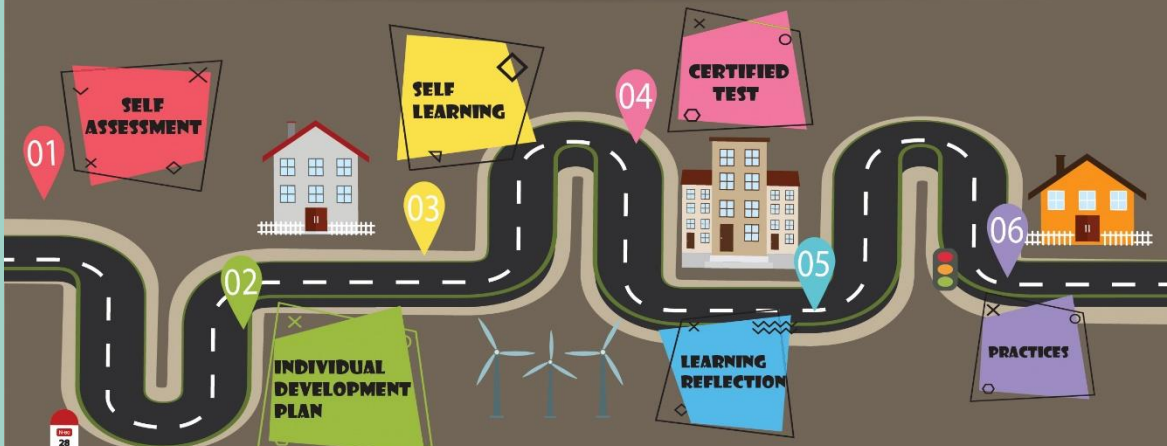 01
SELF
ASSESSMENT
02
INDIVIDUAL
DEVELOPMENT
PLAN
03
SELF
LEARNING
04
CERTIFIED
TEST
05
LEARNING
REFLECTION
06
PRACTICES
28